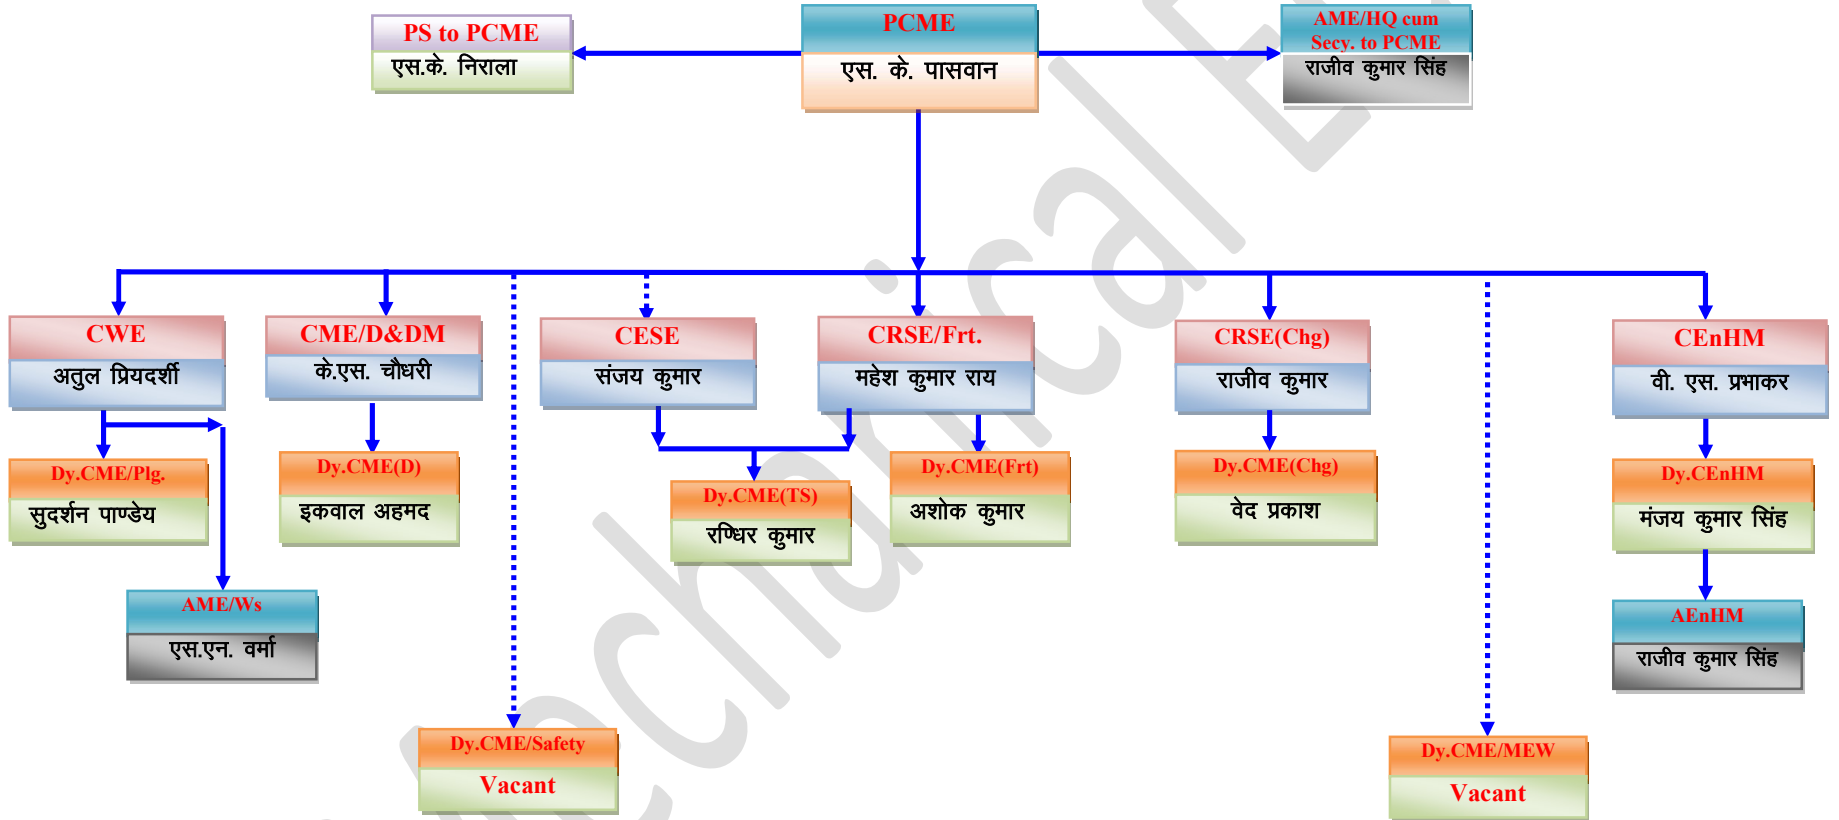 PS to PCME
एस.के. निराला
PCME
एस. के. पासवान
AME/HQ cum
Secy. to PCME
राजीव कुमार सिंह
CWE
अतुल प्रियदर्शी
CME/D&DM
के.एस. चौधरी
CESE
संजय कुमार
CRSE/Frt.
महेश कुमार राय
CRSE(Chg)
राजीव कुमार
CEnHM
वी. एस. प्रभाकर
Dy.CME/Plg.
सुदर्शन पाण्डेय
Dy.CME(D)
इकवाल अहमद
Dy.CME(TS)
रण्धिर कुमार
Dy.CME(Frt)
अशोक कुमार
Dy.CME(Chg)
वेद प्रकाश
Dy.CEnHM
मंजय कुमार सिंह
AME/Ws
एस.एन. वर्मा
AEnHM
राजीव कुमार सिंह
Dy.CME/Safety
Vacant
Dy.CME/MEW
Vacant